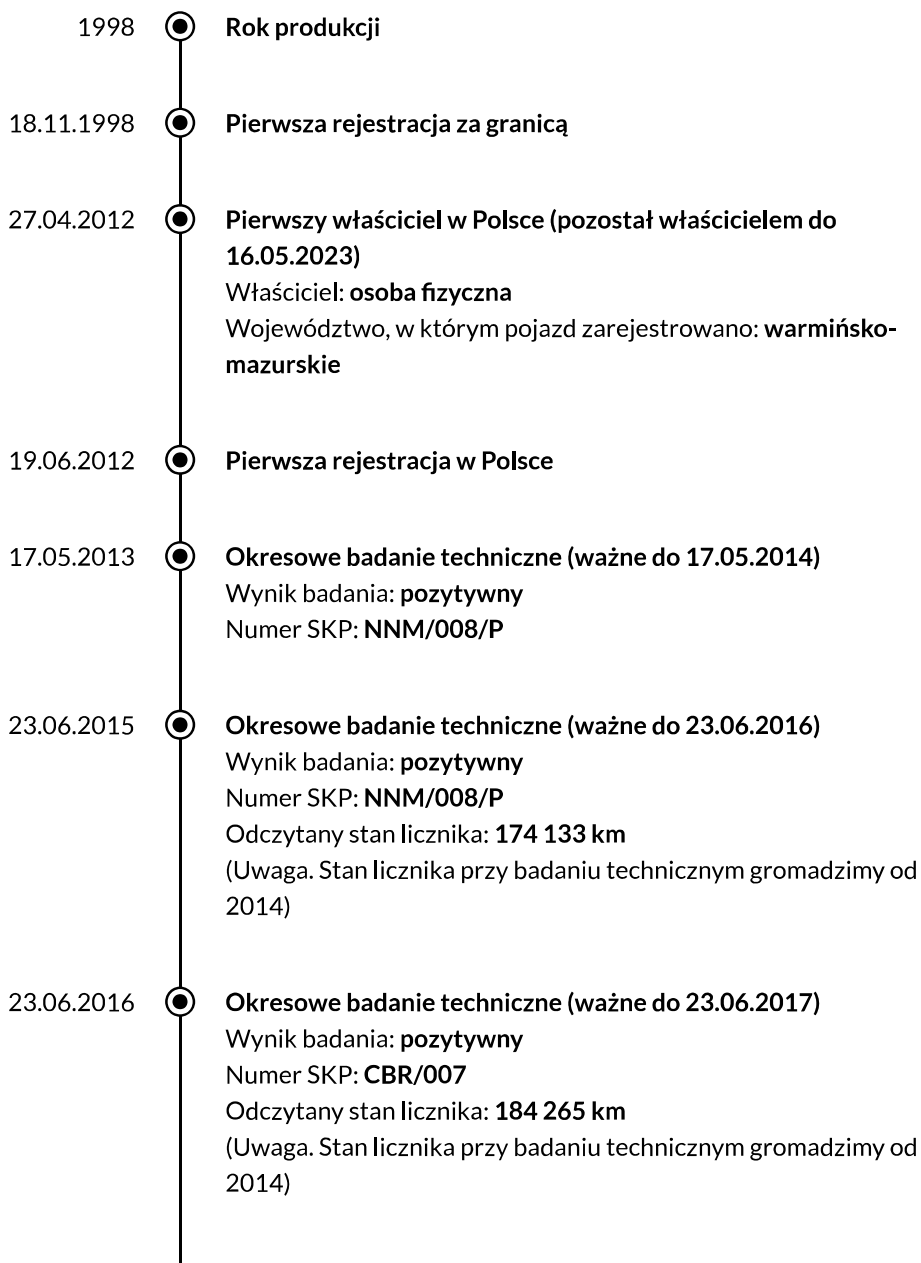 1998 Rok produkcji
18.11.1998 Pierwsza rejestracja za granicą
27.04.2012 Pierwszy właściciel w Polsce (pozostał właścicielem do
16.05.2023)
Właściciel: osoba fizyczna
Województwo, w którym pojazd zarejestrowano: warmińsko-
mazurskie
19.06.2012 Pierwsza rejestracja w Polsce
17.05.2013 Okresowe badanie techniczne (ważne do 17.05.2014)
Wynik badania: pozytywny
Numer SKP: NNM/008/P
23.06.2015 Okresowe badanie techniczne (ważne do 23.06.2016)
Wynik badania: pozytywny
Numer SKP: NNM/008/P
Odczytany stan licznika: 174 133 km
(Uwaga. Stan licznika przy badaniu technicznym gromadzimy od
2014)
23.06.2016 Okresowe badanie techniczne (ważne do 23.06.2017)
Wynik badania: pozytywny
Numer SKP: CBR/007
Odczytany stan licznika: 184 265 km
(Uwaga. Stan licznika przy badaniu technicznym gromadzimy od
2014)